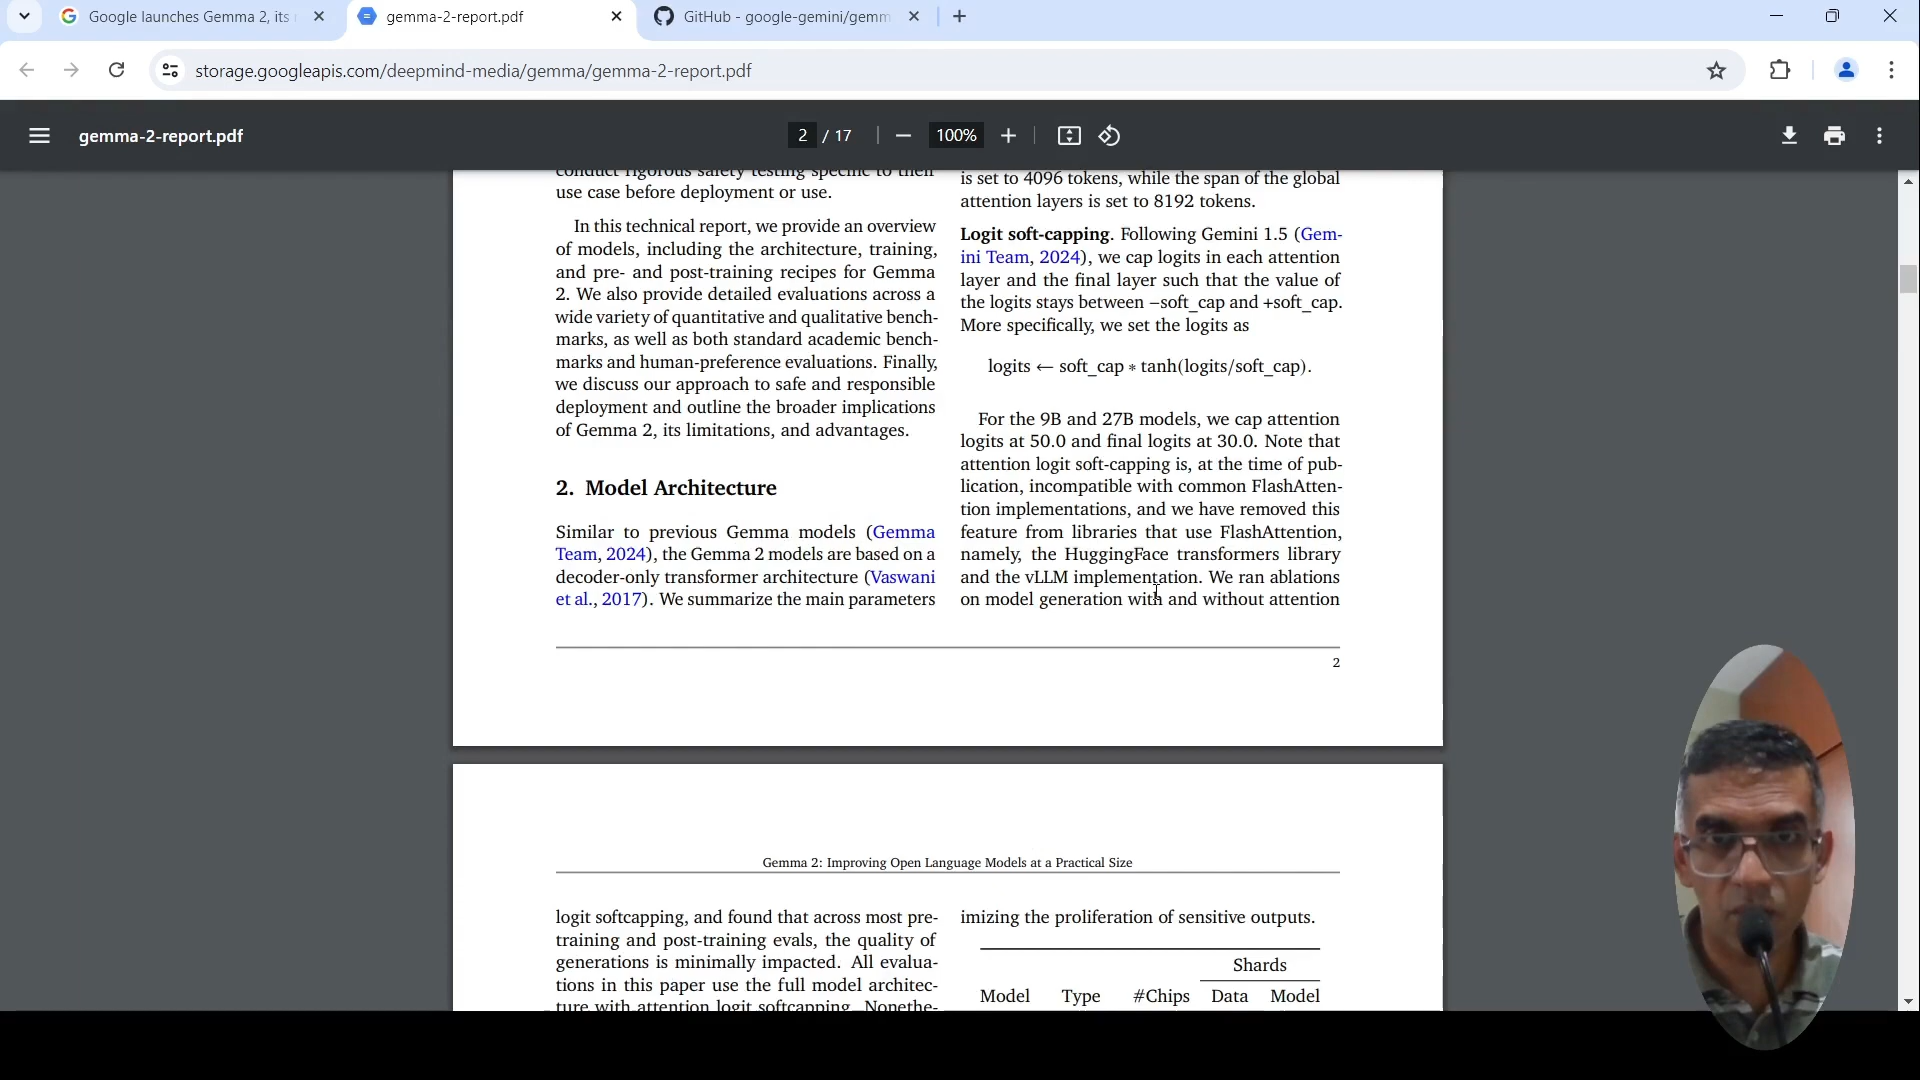 Google launches Gemma 2, its
gemma-2-report.pdf
GitHub - google-gemini/gemm
storage.googleapis.com/deepmind-media/gemma/gemma-2-report.pdf
gemma-2-report.pdf
2 / 17
100%
conduct rigorous safety testing specific to their
use case before deployment or use.
In this technical report, we provide an overview
of models, including the architecture, training,
and pre- and post-training recipes for Gemma
2. We also provide detailed evaluations across a
wide variety of quantitative and qualitative bench-
marks, as well as both standard academic bench-
marks and human-preference evaluations. Finally,
we discuss our approach to safe and responsible
deployment and outline the broader implications
of Gemma 2, its limitations, and advantages.
2. Model Architecture
Similar to previous Gemma models (Gemma
Team, 2024), the Gemma 2 models are based on a
decoder-only transformer architecture (Vaswani
et al., 2017). We summarize the main parameters
is set to 4096 tokens, while the span of the global
attention layers is set to 8192 tokens.
Logit soft-capping. Following Gemini 1.5 (Gem-
ini Team, 2024), we cap logits in each attention
layer and the final layer such that the value of
the logits stays between −soft_cap and +soft_cap.
More specifically, we set the logits as
logits ← soft_cap ∗ tanh(logits/soft_cap).
For the 9B and 27B models, we cap attention
logits at 50.0 and final logits at 30.0. Note that
attention logit soft-capping is, at the time of pub-
lication, incompatible with common FlashAtten-
tion implementations, and we have removed this
feature from libraries that use FlashAttention,
namely, the HuggingFace transformers library
and the vLLM implementation. We ran ablations
on model generation with and without attention
2
Gemma 2: Improving Open Language Models at a Practical Size
logit softcapping, and found that across most pre-
training and post-training evals, the quality of
generations is minimally impacted. All evalua-
tions in this paper use the full model architec-
ture with attention logit softcapping. Nonethe-
imizing the proliferation of sensitive outputs.
Shards
Model Type #Chips Data Model